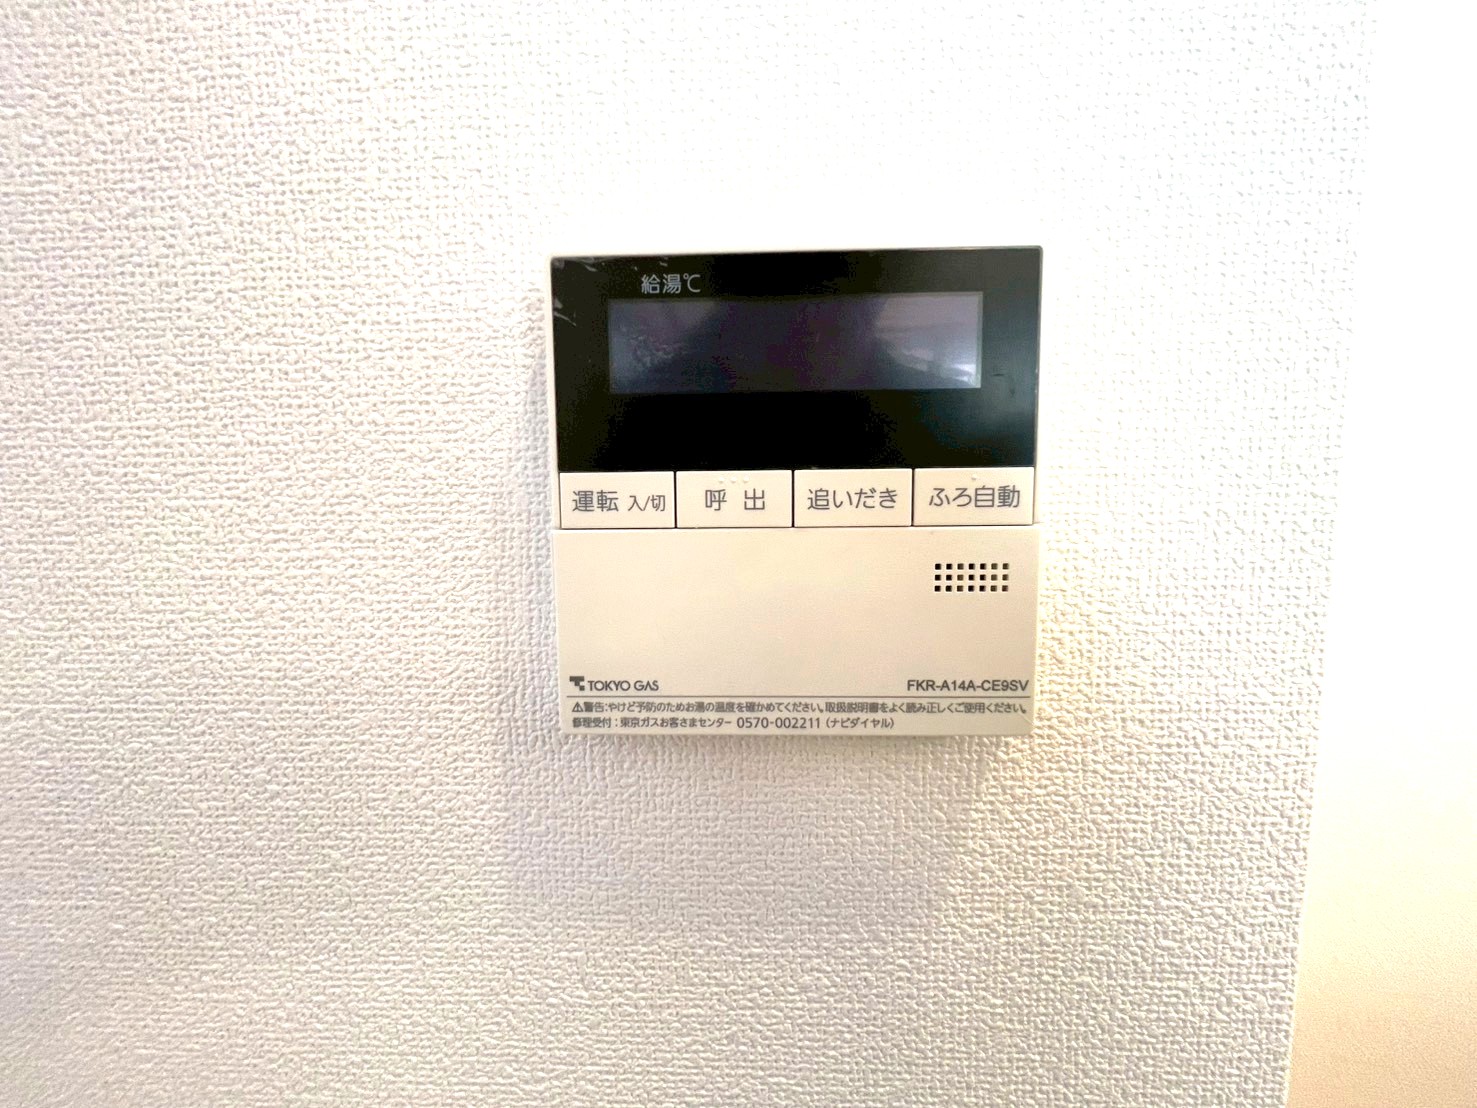 給湯℃
運転 入/切 呼出 追いだき ふろ自動
TOKYO GAS FKR-A14A-CE9SV
⚠警告:やけど予防のためお湯の温度を確かめてください。取扱説明書をよく読み正しくご使用ください。
修理受付:東京ガスお客さまセンター 0570-002211(ナビダイヤル)